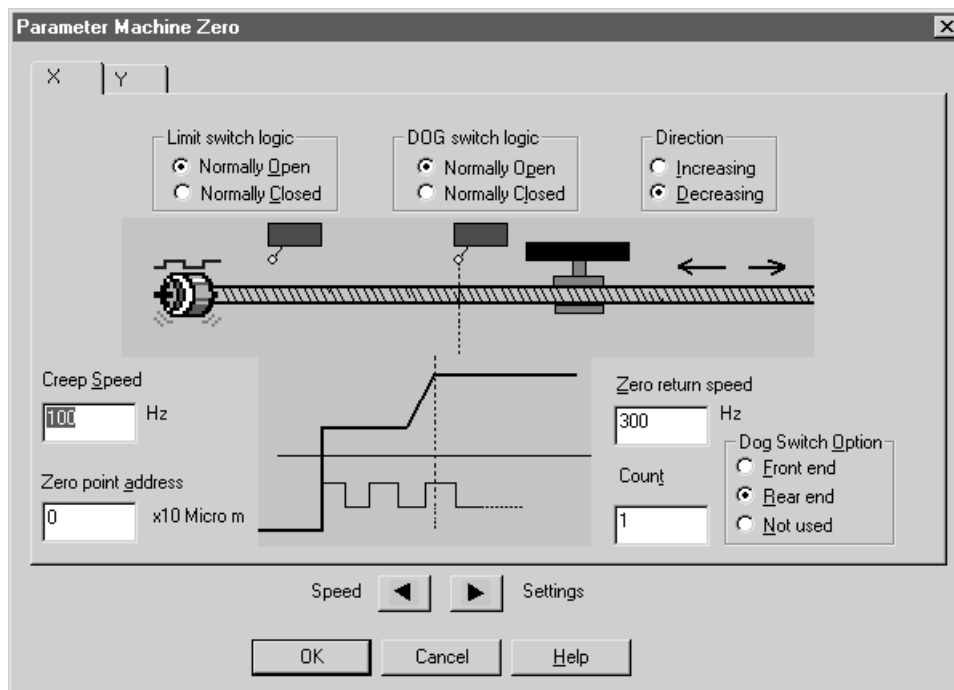 Parameter Machine Zero
X Y
Limit switch logic
Normally Open
Normally Closed
DOG switch logic
Normally Open
Normally Closed
Direction
Increasing
Decreasing
Creep Speed
100 Hz
Zero point address
0 x10 Micro m
Zero return speed
300 Hz
Count
1
Dog Switch Option
Front end
Rear end
Not used
Speed Settings
OK Cancel Help